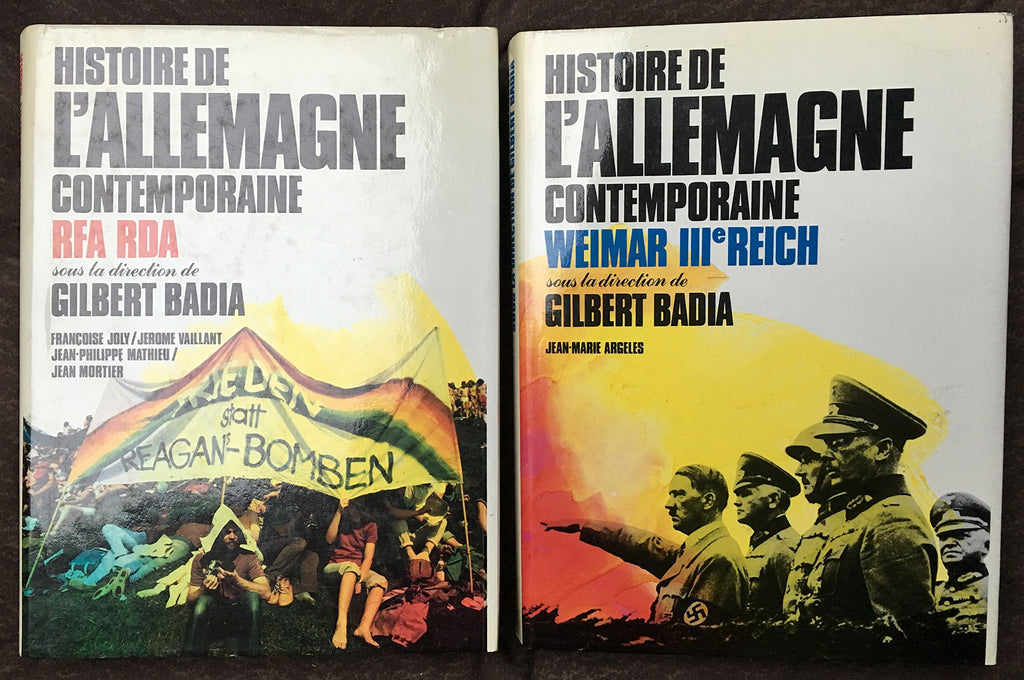 HISTOIRE DE
L'ALLEMAGNE
CONTEMPORAINE
RFA RDA
sous la direction de
GILBERT BADIA
FRANÇOISE JOLY/JEROME VAILLANT
JEAN-PHILIPPE MATHIEU/
JEAN MORTIER
FRIEDEN
statt
REAGAN-BOMBEN
HISTOIRE DE
L'ALLEMAGNE
CONTEMPORAINE
WEIMAR IIIe REICH
sous la direction de
GILBERT BADIA
JEAN-MARIE ARGELES